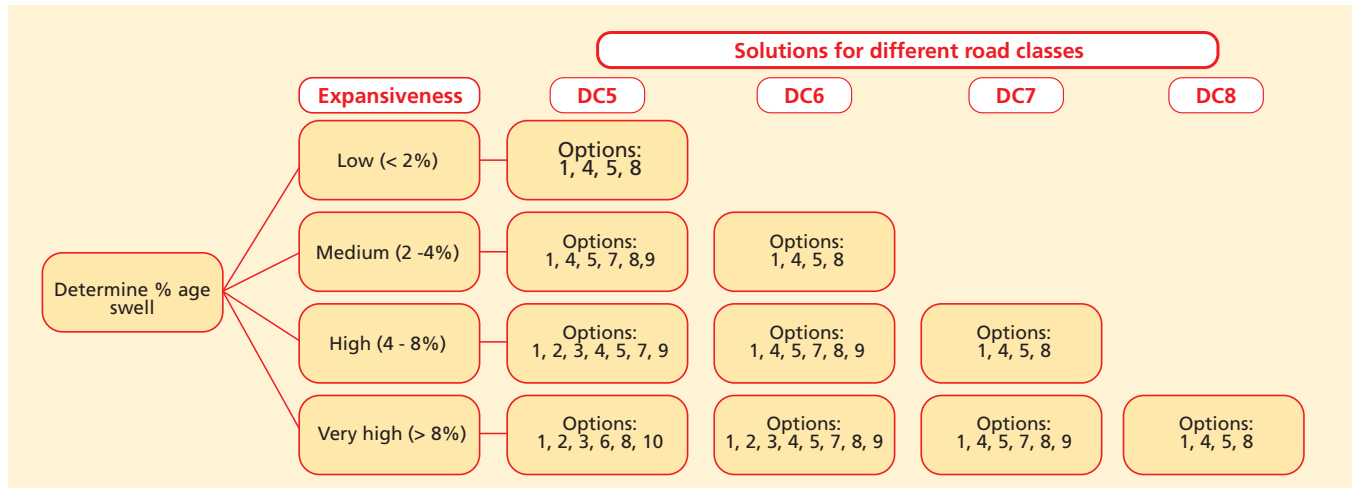 Solutions for different road classes
Expansiveness
DC5
DC6
DC7
DC8
Low (< 2%)
Options:
1, 4, 5, 8
Medium (2 -4%)
Options:
1, 4, 5, 7, 8,9
Options:
1, 4, 5, 8
Determine % age
swell
High (4 - 8%)
Options:
1, 2, 3, 4, 5, 7, 9
Options:
1, 4, 5, 7, 8, 9
Options:
1, 4, 5, 8
Very high (> 8%)
Options:
1, 2, 3, 6, 8, 10
Options:
1, 2, 3, 4, 5, 7, 8, 9
Options:
1, 4, 5, 7, 8, 9
Options:
1, 4, 5, 8